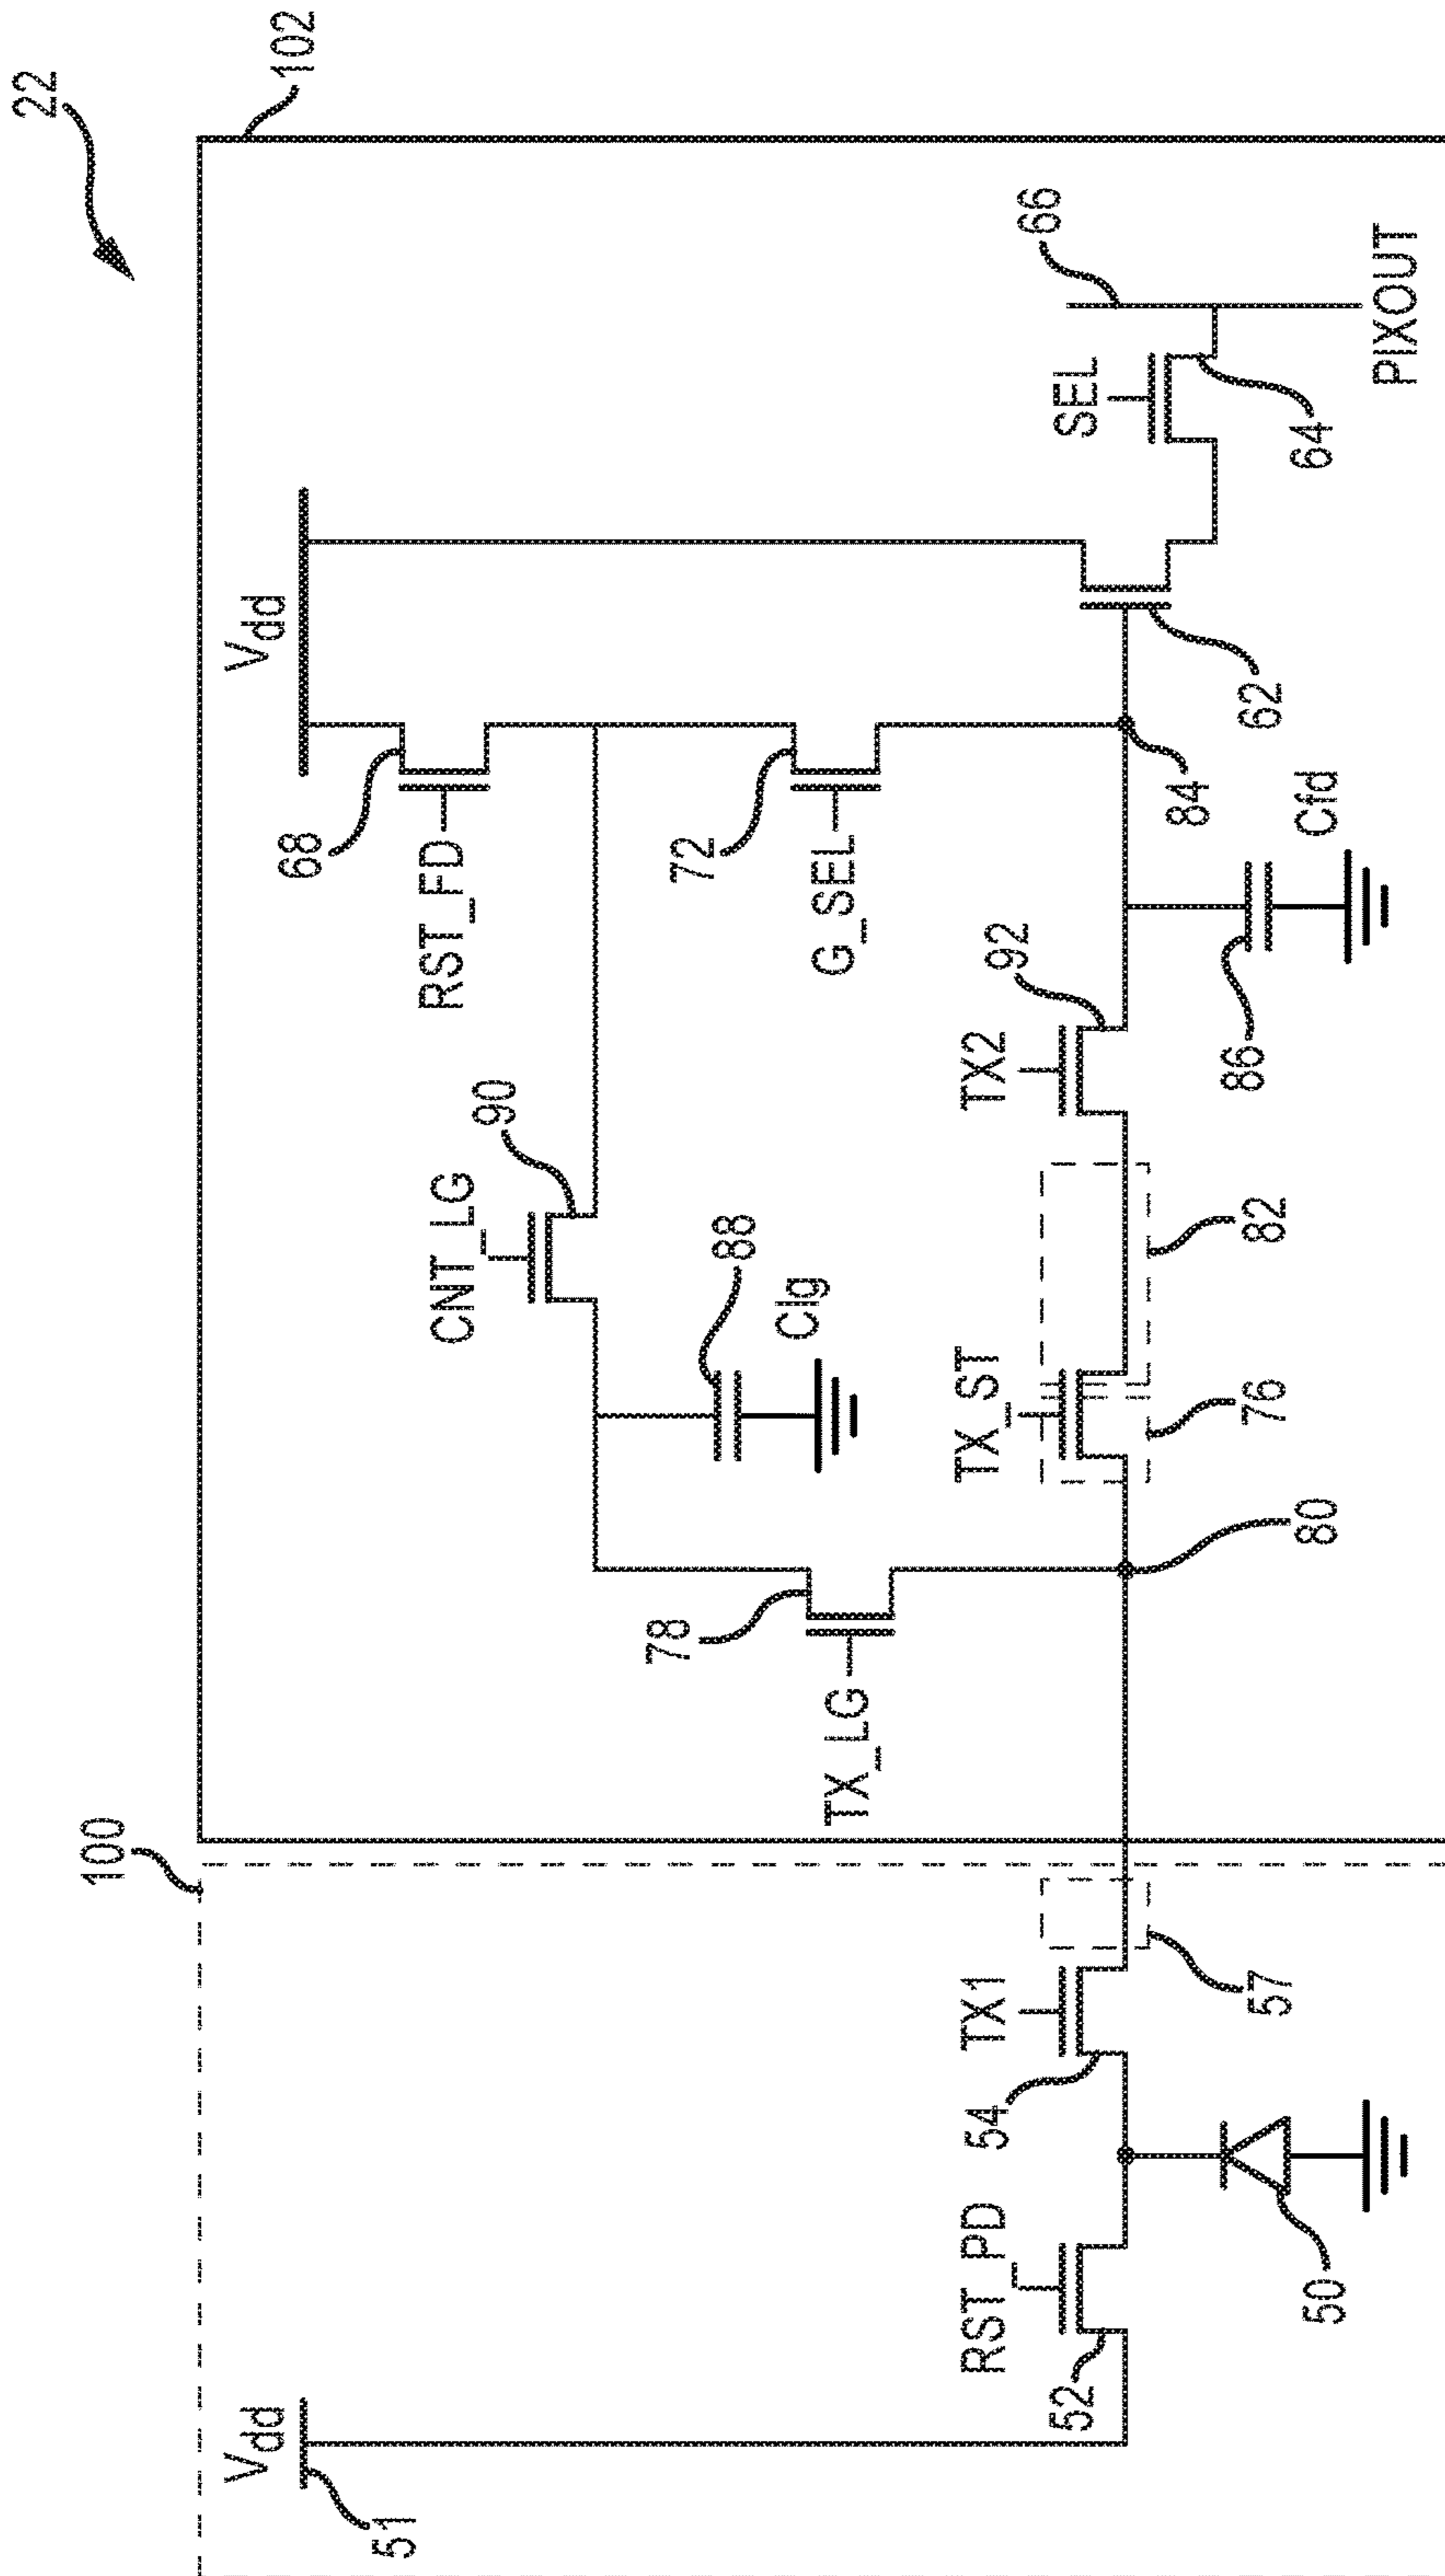 22
100
102
Vdd
51
Vdd
68
RST_FD
CNT_LG
90
78
TX_LG
88
Clg
72
G_SEL
66
SEL
64
PIXOUT
RST_PD
52
50
TX1
54
57
80
TX_ST
76
82
TX2
92
86
Cfd
84
62